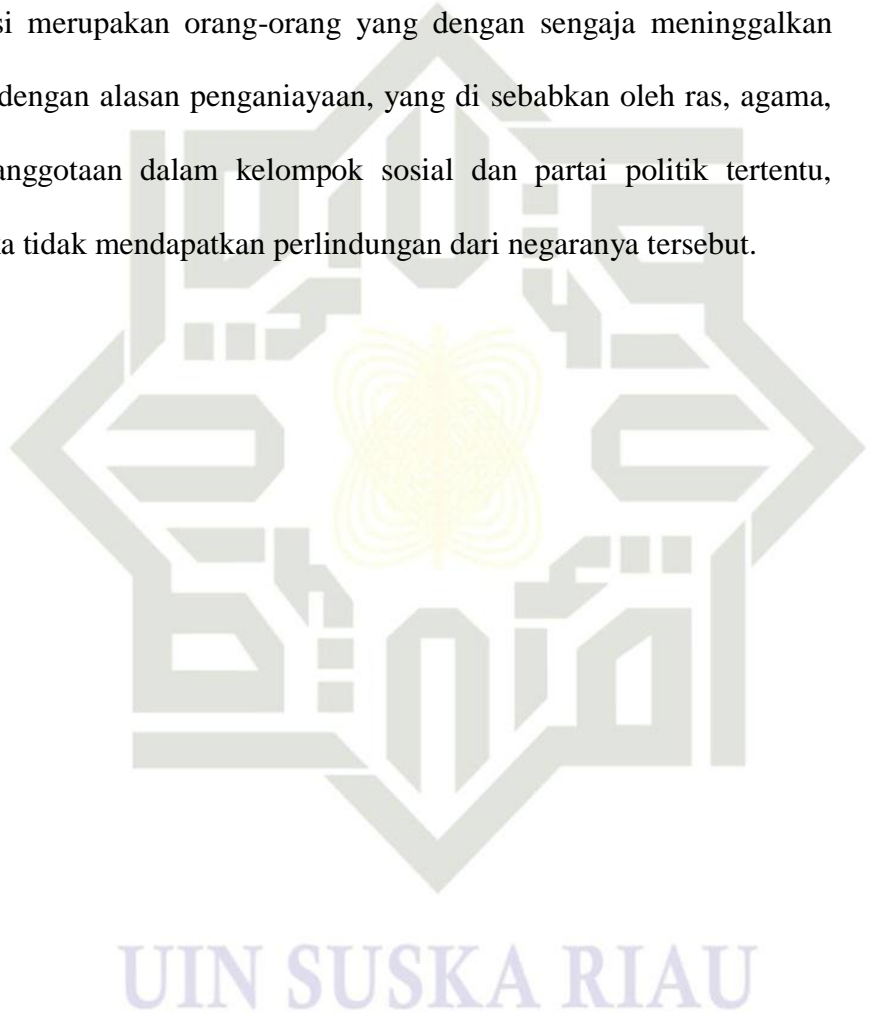 si merupakan orang-orang yang dengan sengaja meninggalkan
dengan alasan penganiayaan, yang di sebabkan oleh ras, agama,
anggotaan dalam kelompok sosial dan partai politik tertentu,
a tidak mendapatkan perlindungan dari negaranya tersebut.
UIN SUSKA RIAU